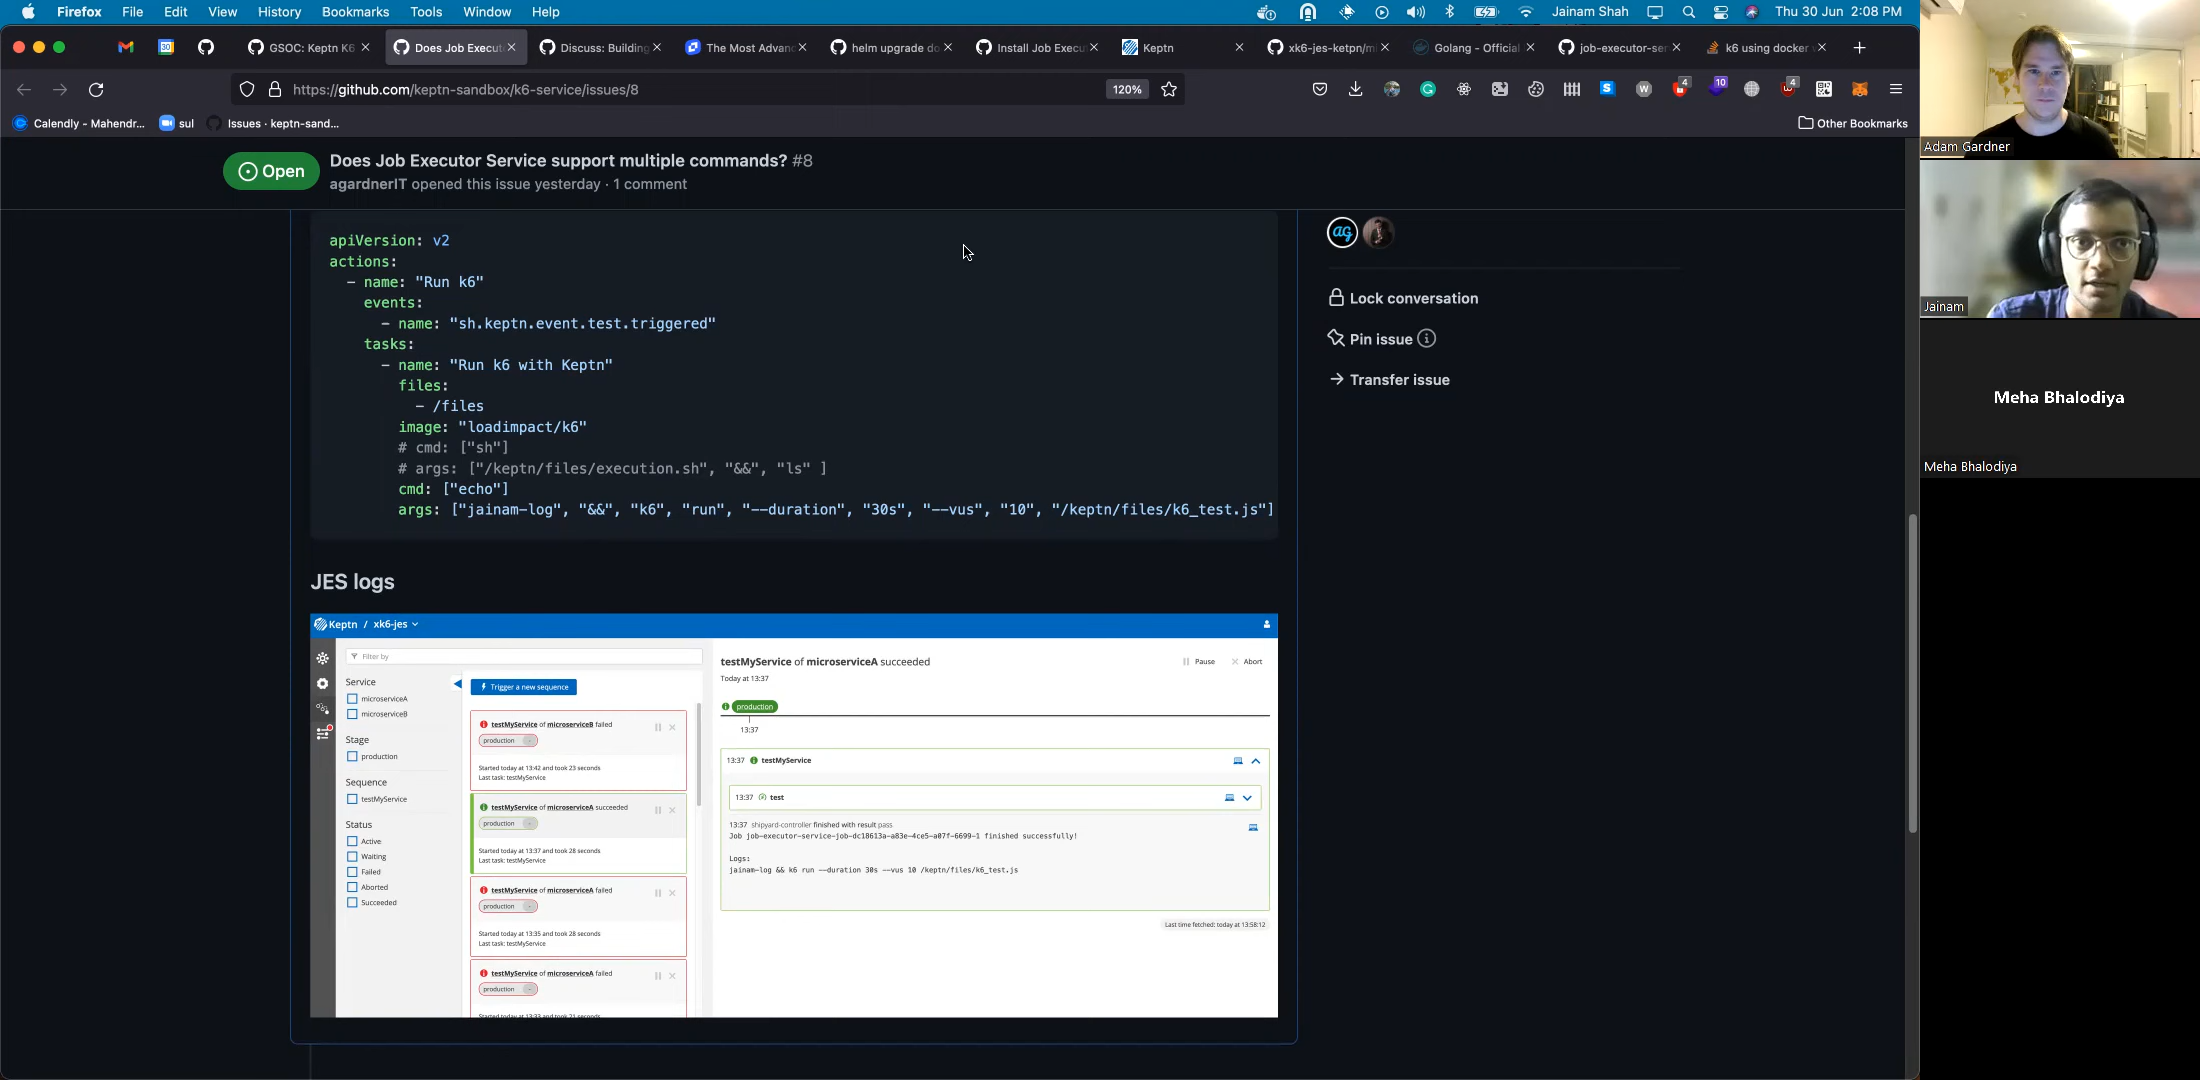 Firefox File Edit View History Bookmarks Tools Window Help
Jainam Shah Thu 30 Jun 2:08 PM
GSOC: Keptn K6
Does Job Execut
Discuss: Building
The Most Advanc
helm upgrade do
Install Job Execu
Keptn
xk6-jes-ketpn/m
Golang - Official
job-executor-ser
k6 using docker
https://github.com/keptn-sandbox/k6-service/issues/8
120%
4 10 4
Calendly - Mahendr...
sul
Issues · keptn-sand...
Other Bookmarks
Open
Does Job Executor Service support multiple commands? #8
agardnerIT opened this issue yesterday · 1 comment
apiVersion: v2
actions:
- name: "Run k6"
events:
- name: "sh.keptn.event.test.triggered"
tasks:
- name: "Run k6 with Keptn"
files:
- /files
image: "loadimpact/k6"
# cmd: ["sh"]
# args: ["/keptn/files/execution.sh", "&&", "ls" ]
cmd: ["echo"]
args: ["jainam-log", "&&", "k6", "run", "--duration", "30s", "--vus", "10", "/keptn/files/k6_test.js"]
ag
Lock conversation
Pin issue
Transfer issue
JES logs
Keptn / xk6-jes
Filter by
Service
microserviceA
microserviceB
Stage
production
Sequence
testMyService
Status
Active
Waiting
Failed
Aborted
Succeeded
Trigger a new sequence
testMyService of microserviceB failed
production
Started today at 13:42 and took 23 seconds
Last task: testMyService
testMyService of microserviceA succeeded
production
Started today at 13:37 and took 28 seconds
Last task: testMyService
testMyService of microserviceA failed
production
Started today at 13:35 and took 28 seconds
Last task: testMyService
testMyService of microserviceA failed
production
Started today at 13:33 and took 21 seconds
testMyService of microserviceA succeeded
Pause Abort
Today at 13:37
production
13:37
13:37 testMyService
13:37 test
13:37 shipyard-controller finished with result pass
Job job-executor-service-job-dc18613a-a83e-4ce5-a07f-6699-1 finished successfully!
Logs:
jainam-log && k6 run --duration 30s --vus 10 /keptn/files/k6_test.js
Last time fetched: today at 13:58:12
Adam Gardner
Jainam
Meha Bhalodiya
Meha Bhalodiya